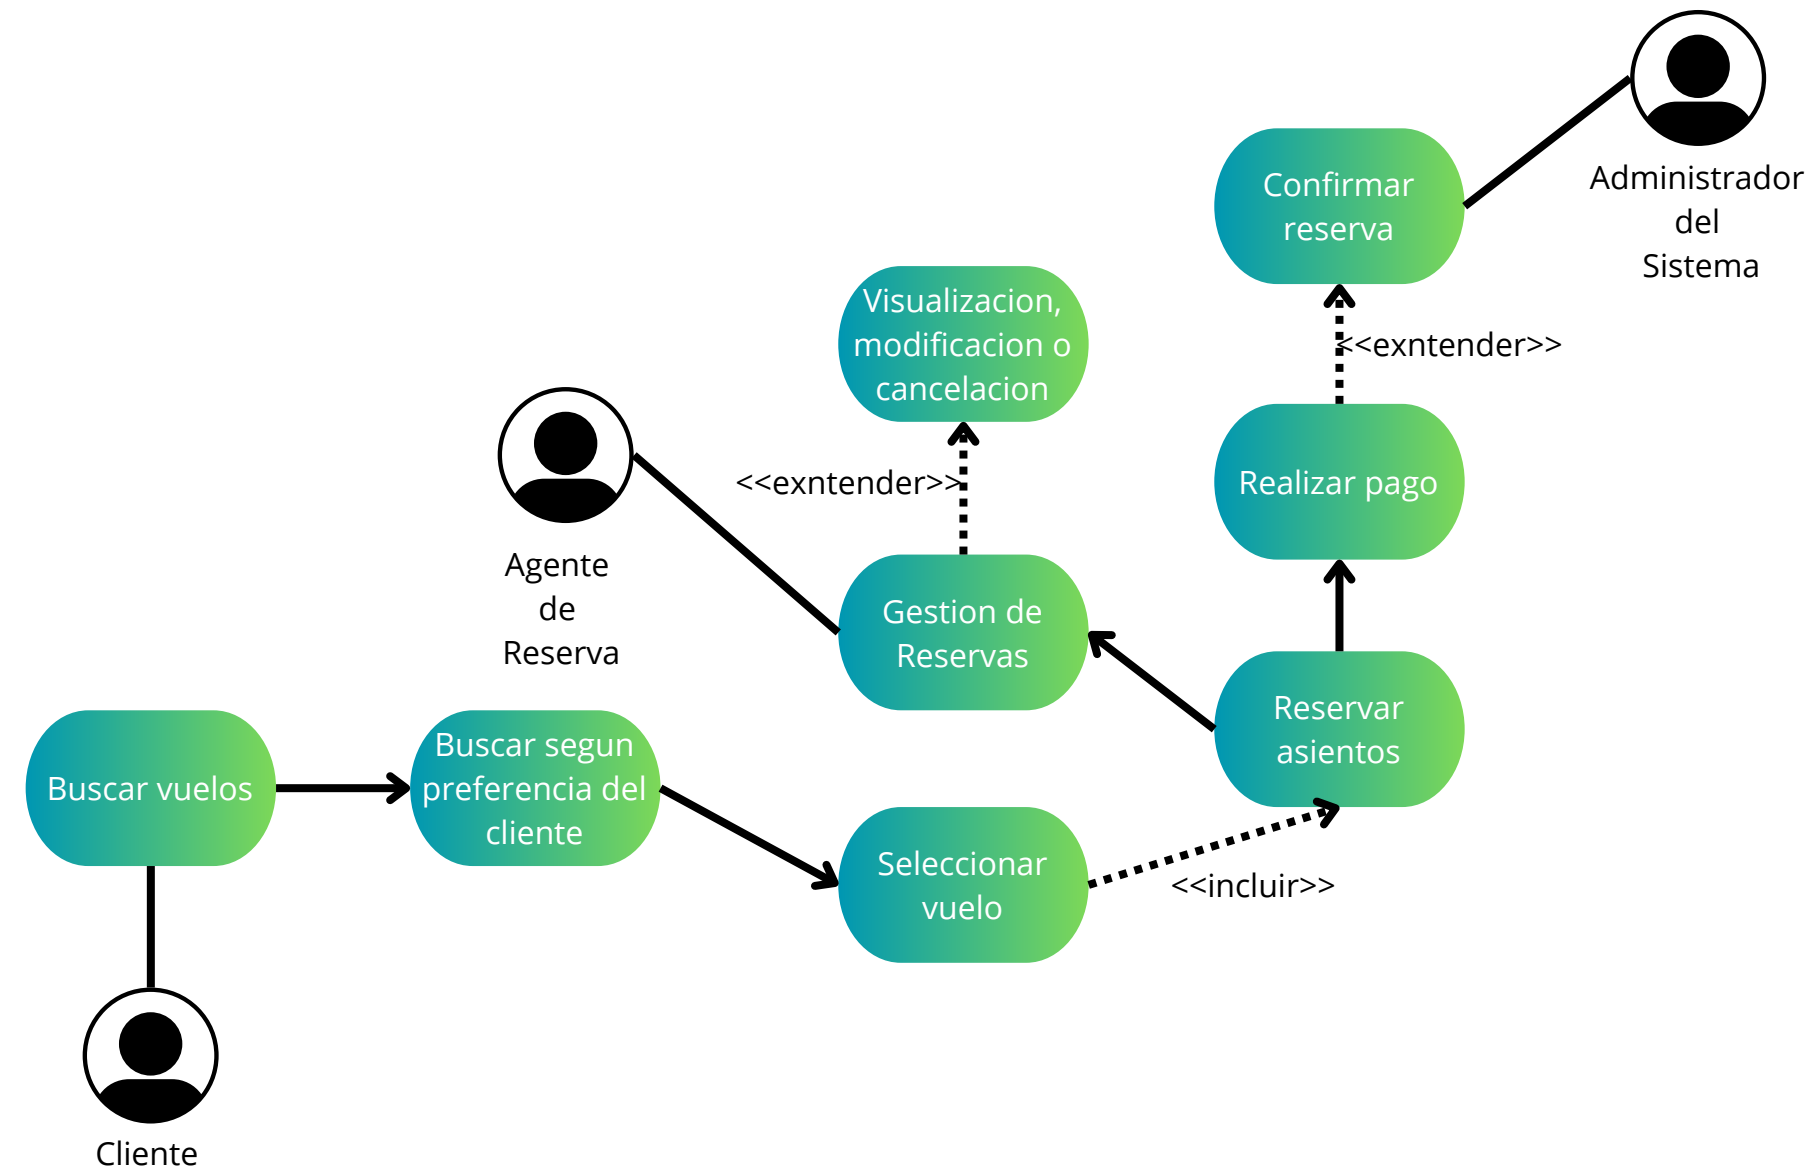 Administrador
del
Sistema
Confirmar
reserva
<<exntender>>
Visualizacion,
modificacion o
cancelacion
<<exntender>>
Realizar pago
Agente
de
Reserva
Gestion de
Reservas
Reservar
asientos
Buscar vuelos
Buscar segun
preferencia del
cliente
Seleccionar
vuelo
<<incluir>>
Cliente